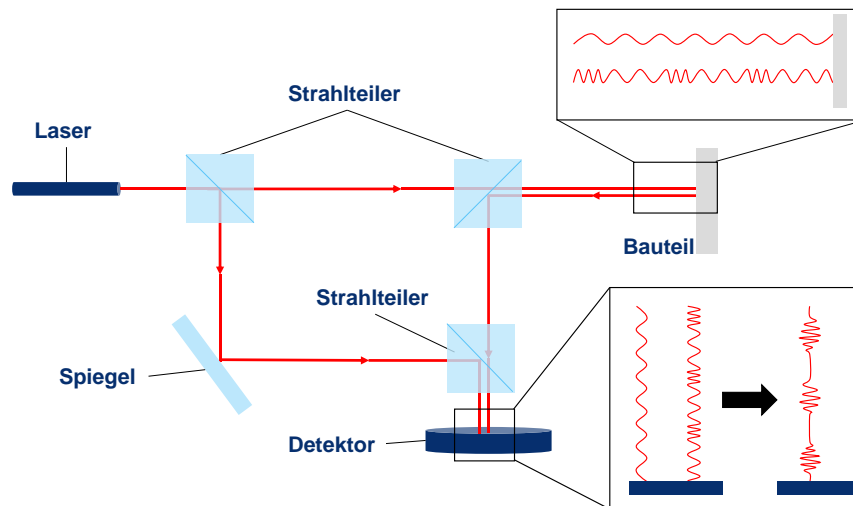 Strahlteiler
Laser
Bauteil
Strahlteiler
Spiegel
Detektor